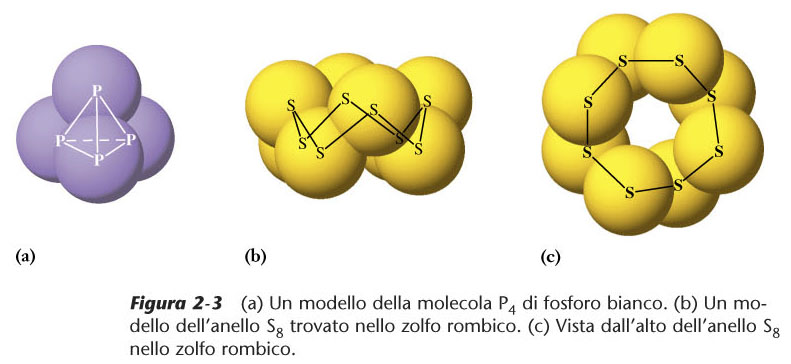 P
P P
P
S S S S
S S S S
S S
S S
S S
S S
(a) (b) (c)
Figura 2-3 (a) Un modello della molecola P₄ di fosforo bianco. (b) Un mo-
dello dell'anello S₈ trovato nello zolfo rombico. (c) Vista dall'alto dell'anello S₈
nello zolfo rombico.